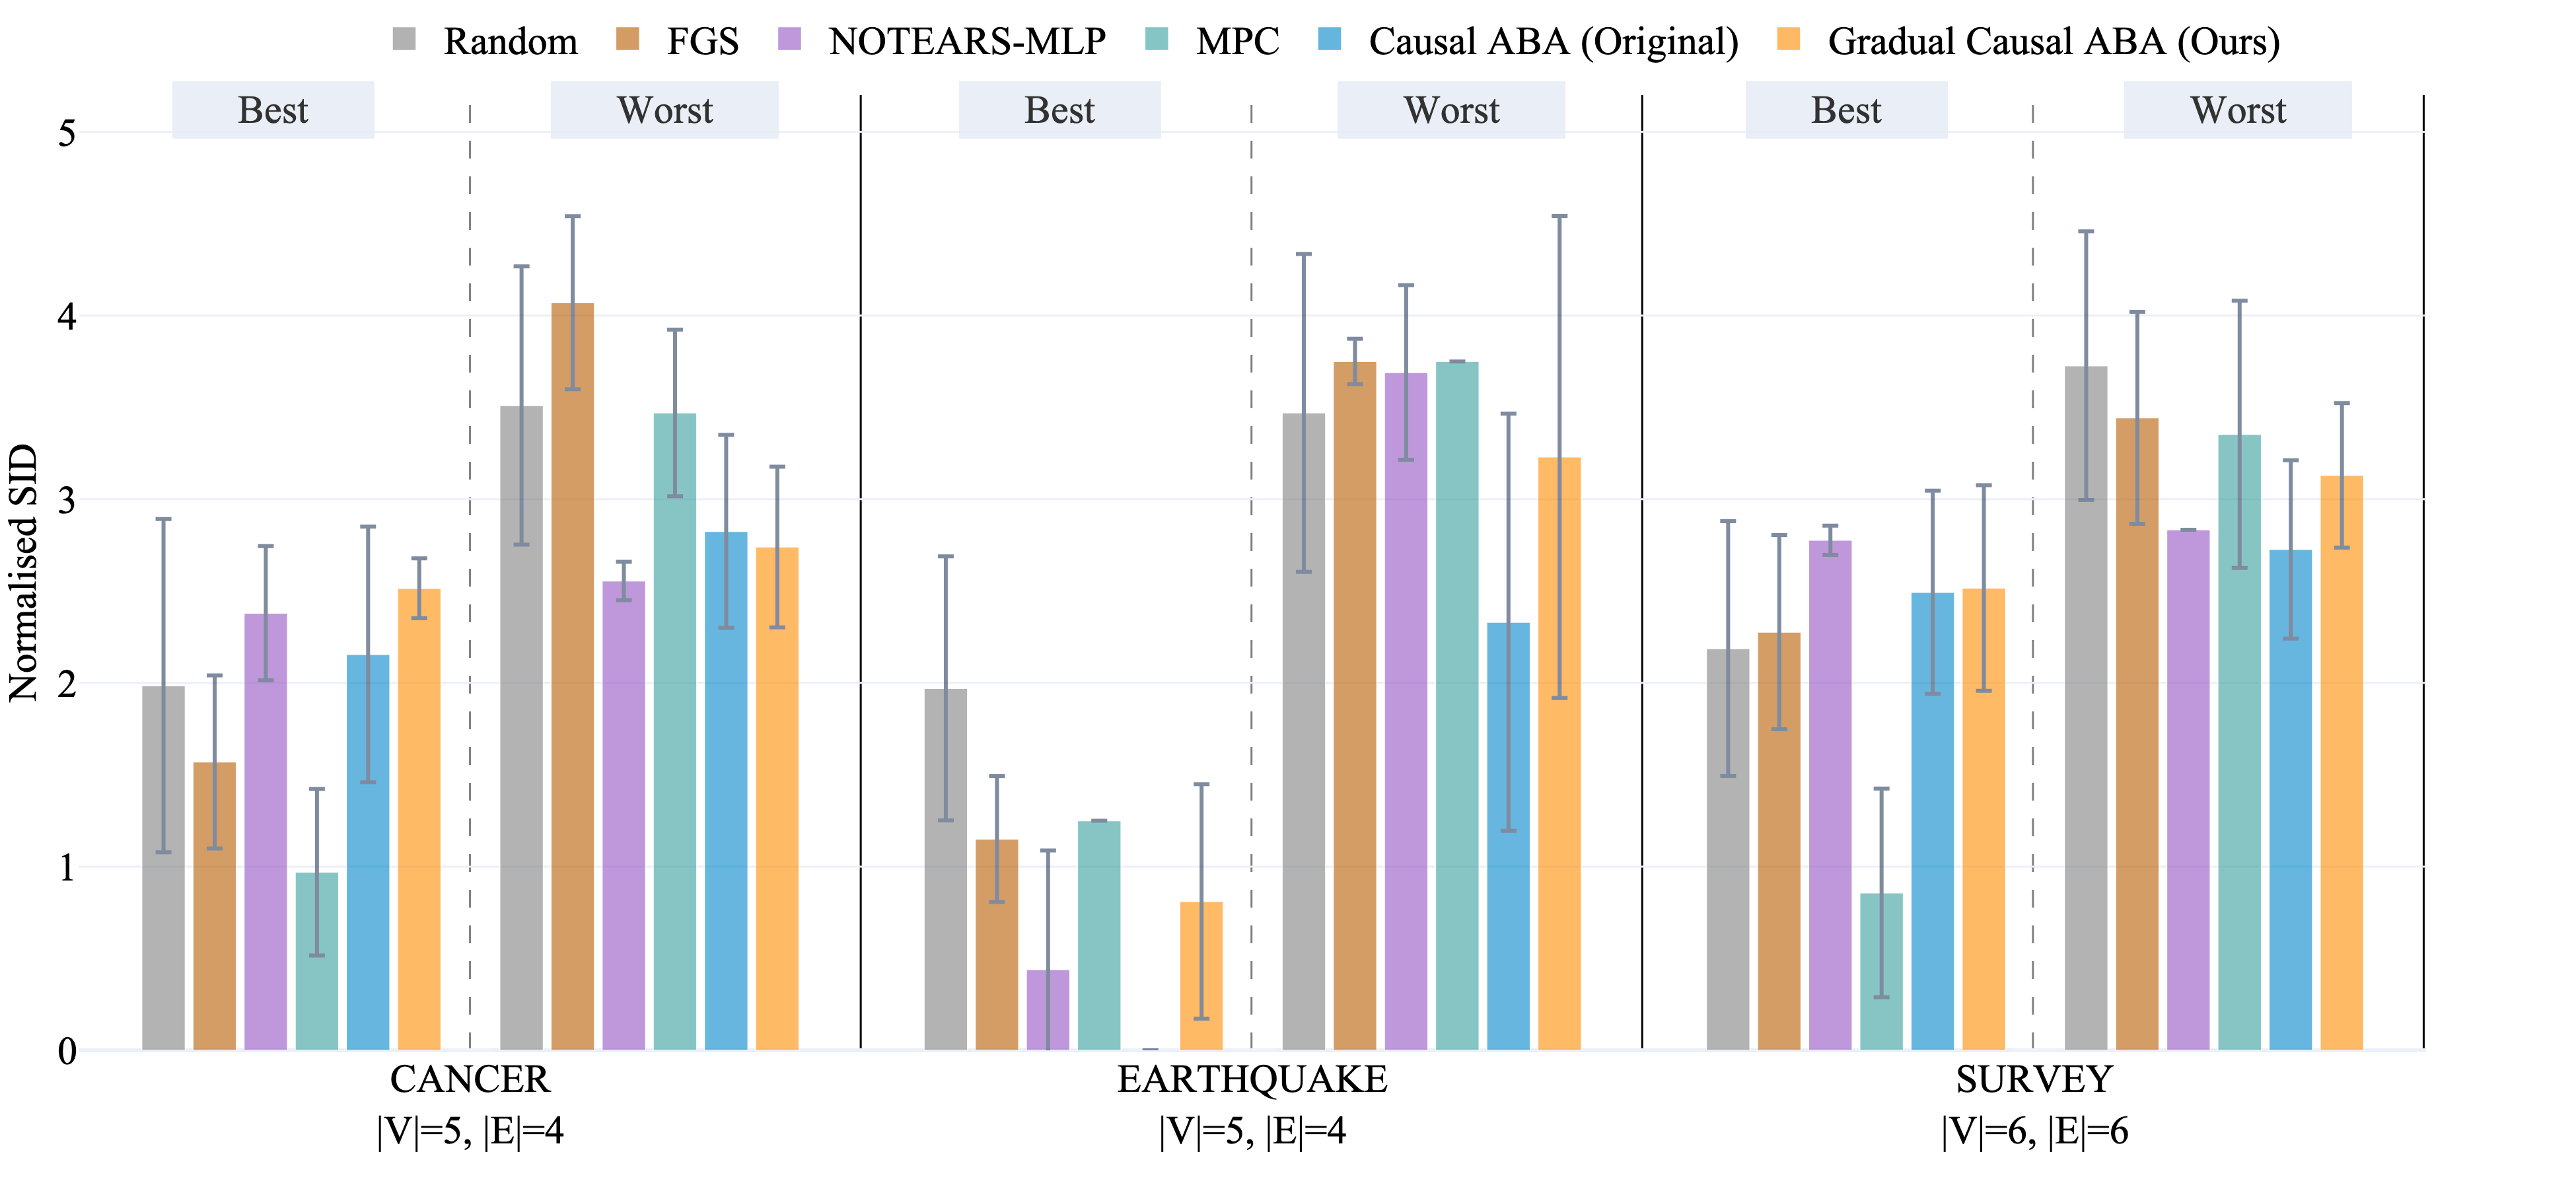 Random FGS NOTEARS-MLP MPC Causal ABA (Original) Gradual Causal ABA (Ours)
Best Worst Best Worst Best Worst
5
4
3
2
1
0
Normalised SID
CANCER EARTHQUAKE SURVEY
|V|=5, |E|=4 |V|=5, |E|=4 |V|=6, |E|=6